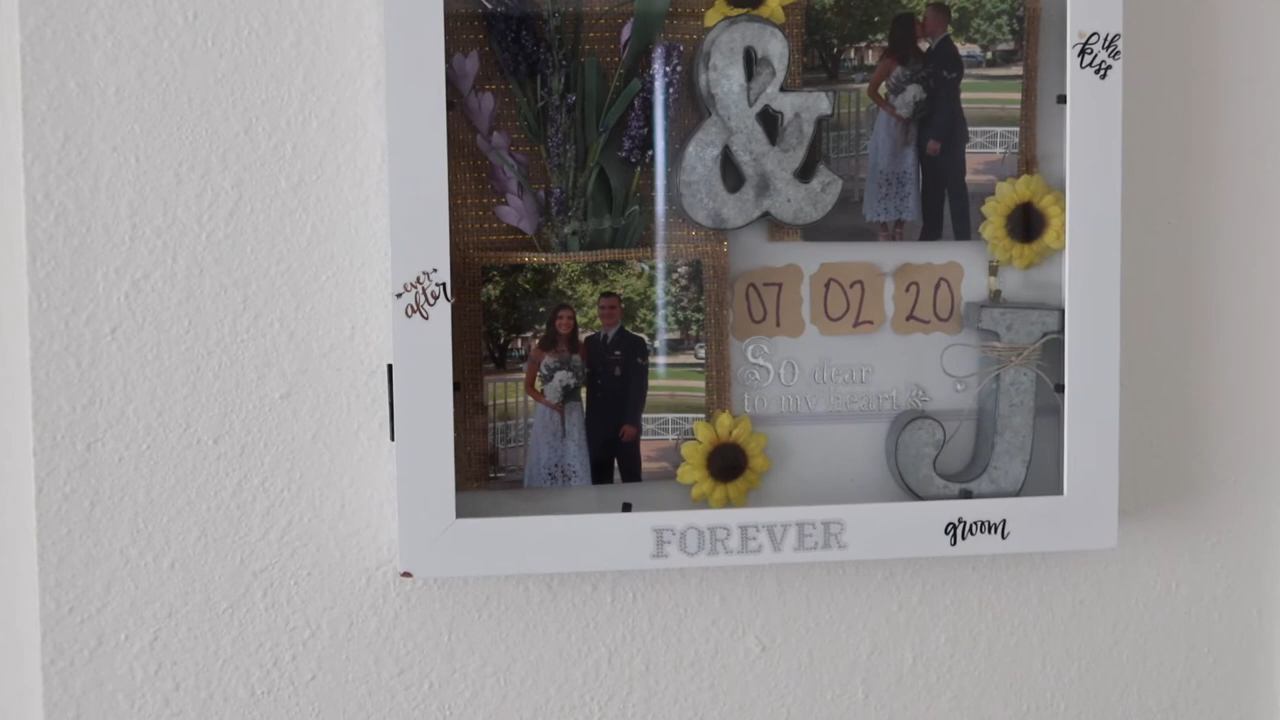 the
kiss
&
ever
after
07 02 20
So dear
to my heart
J
FOREVER
groom